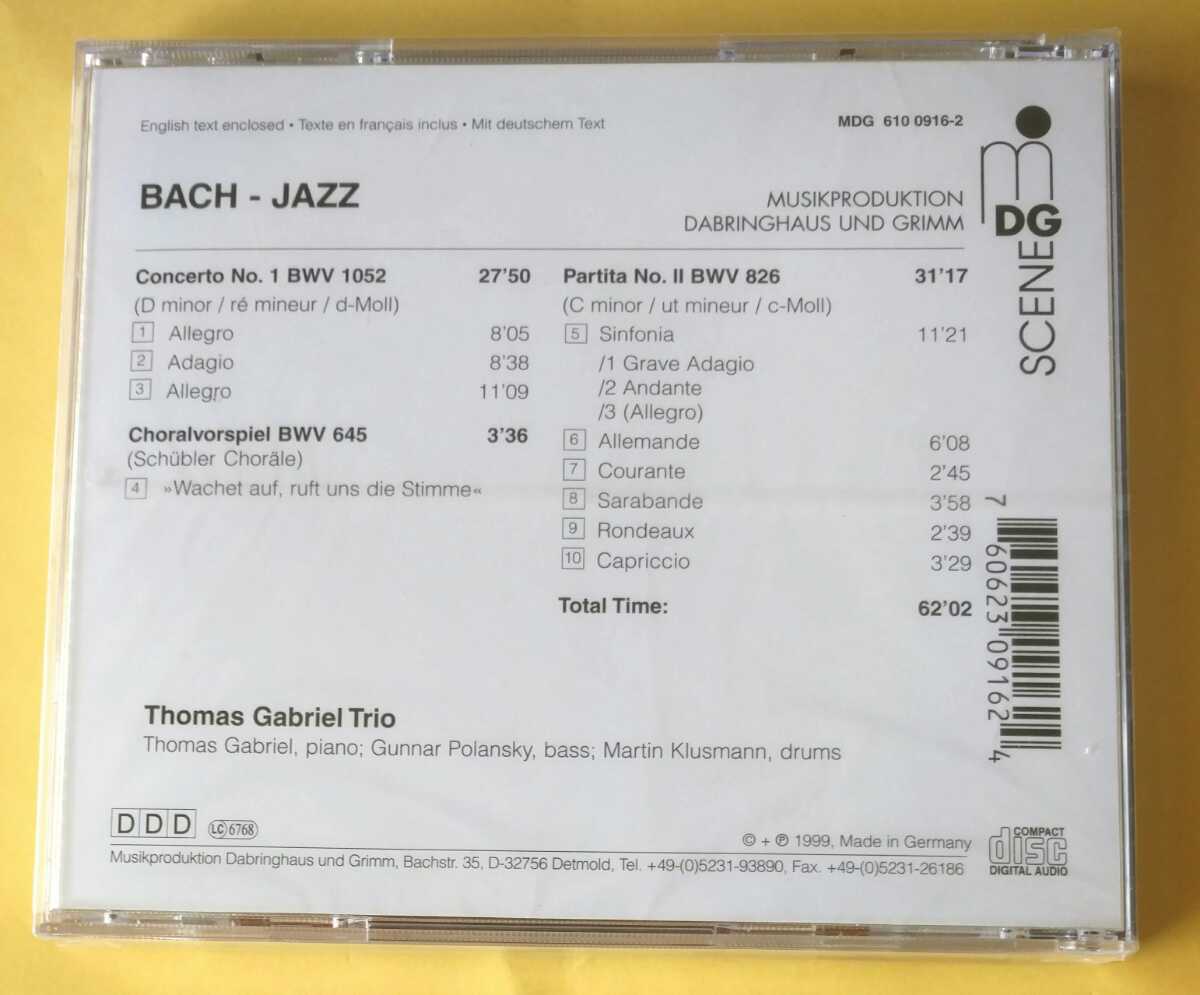 English text enclosed • Texte en français inclus • Mit deutschem Text
MDG 610 0916-2
BACH - JAZZ
MUSIKPRODUKTION
DABRINGHAUS UND GRIMM
DG
SCENE
Concerto No. 1 BWV 1052 27’50
(D minor / ré mineur / d-Moll)
1 Allegro 8’05
2 Adagio 8’38
3 Allegro 11’09
Choralvorspiel BWV 645 3’36
(Schübler Choräle)
4 »Wachet auf, ruft uns die Stimme«
Partita No. II BWV 826 31’17
(C minor / ut mineur / c-Moll)
5 Sinfonia 11’21
/1 Grave Adagio
/2 Andante
/3 (Allegro)
6 Allemande 6’08
7 Courante 2’45
8 Sarabande 3’58
9 Rondeaux 2’39
10 Capriccio 3’29
Total Time: 62’02
7 60623 09162 4
Thomas Gabriel Trio
Thomas Gabriel, piano; Gunnar Polansky, bass; Martin Klusmann, drums
DDD LC 6768
© + ℗ 1999, Made in Germany
Musikproduktion Dabringhaus und Grimm, Bachstr. 35, D-32756 Detmold, Tel. +49-(0)5231-93890, Fax. +49-(0)5231-26186
COMPACT
disc
DIGITAL AUDIO